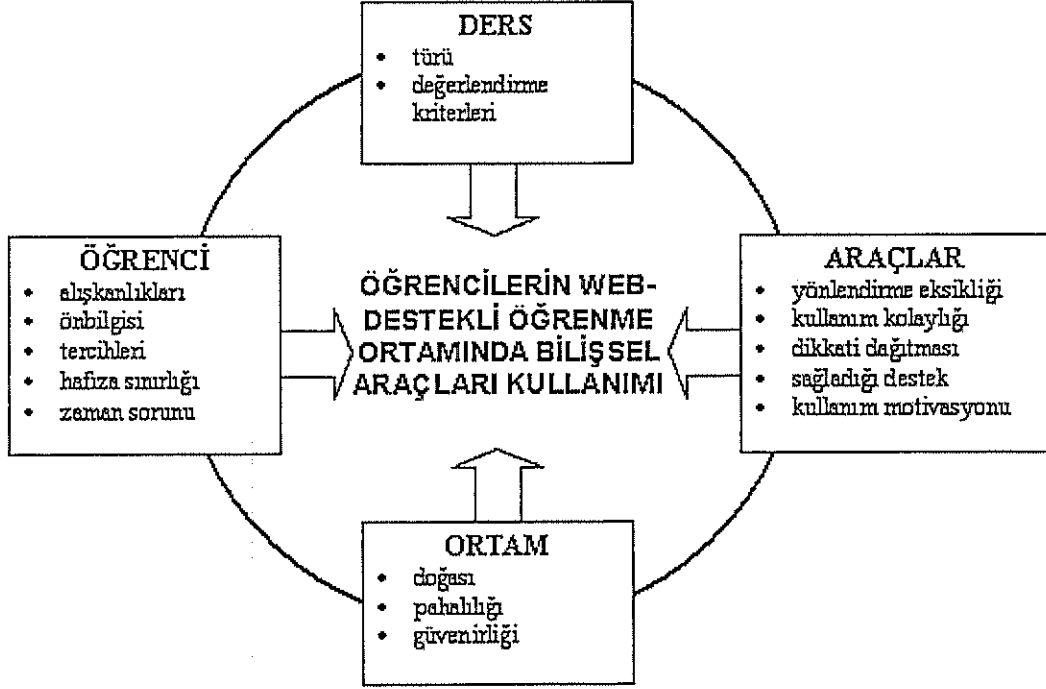 DERS
• türü
• değerlendirme
kriterleri
ÖĞRENCİ
• alışkanlıkları
• önbilgisi
• tercihleri
• hafıza sınırlığı
• zaman sorunu
ÖĞRENCİLERİN WEB-
DESTEKLİ ÖĞRENME
ORTAMINDA BİLİŞSEL
ARAÇLARI KULLANIMI
ARAÇLAR
• yönlendirme eksikliği
• kullanım kolaylığı
• dikkati dağıtması
• sağladığı destek
• kullanım motivasyonu
ORTAM
• doğası
• pahalılığı
• güvenirliği